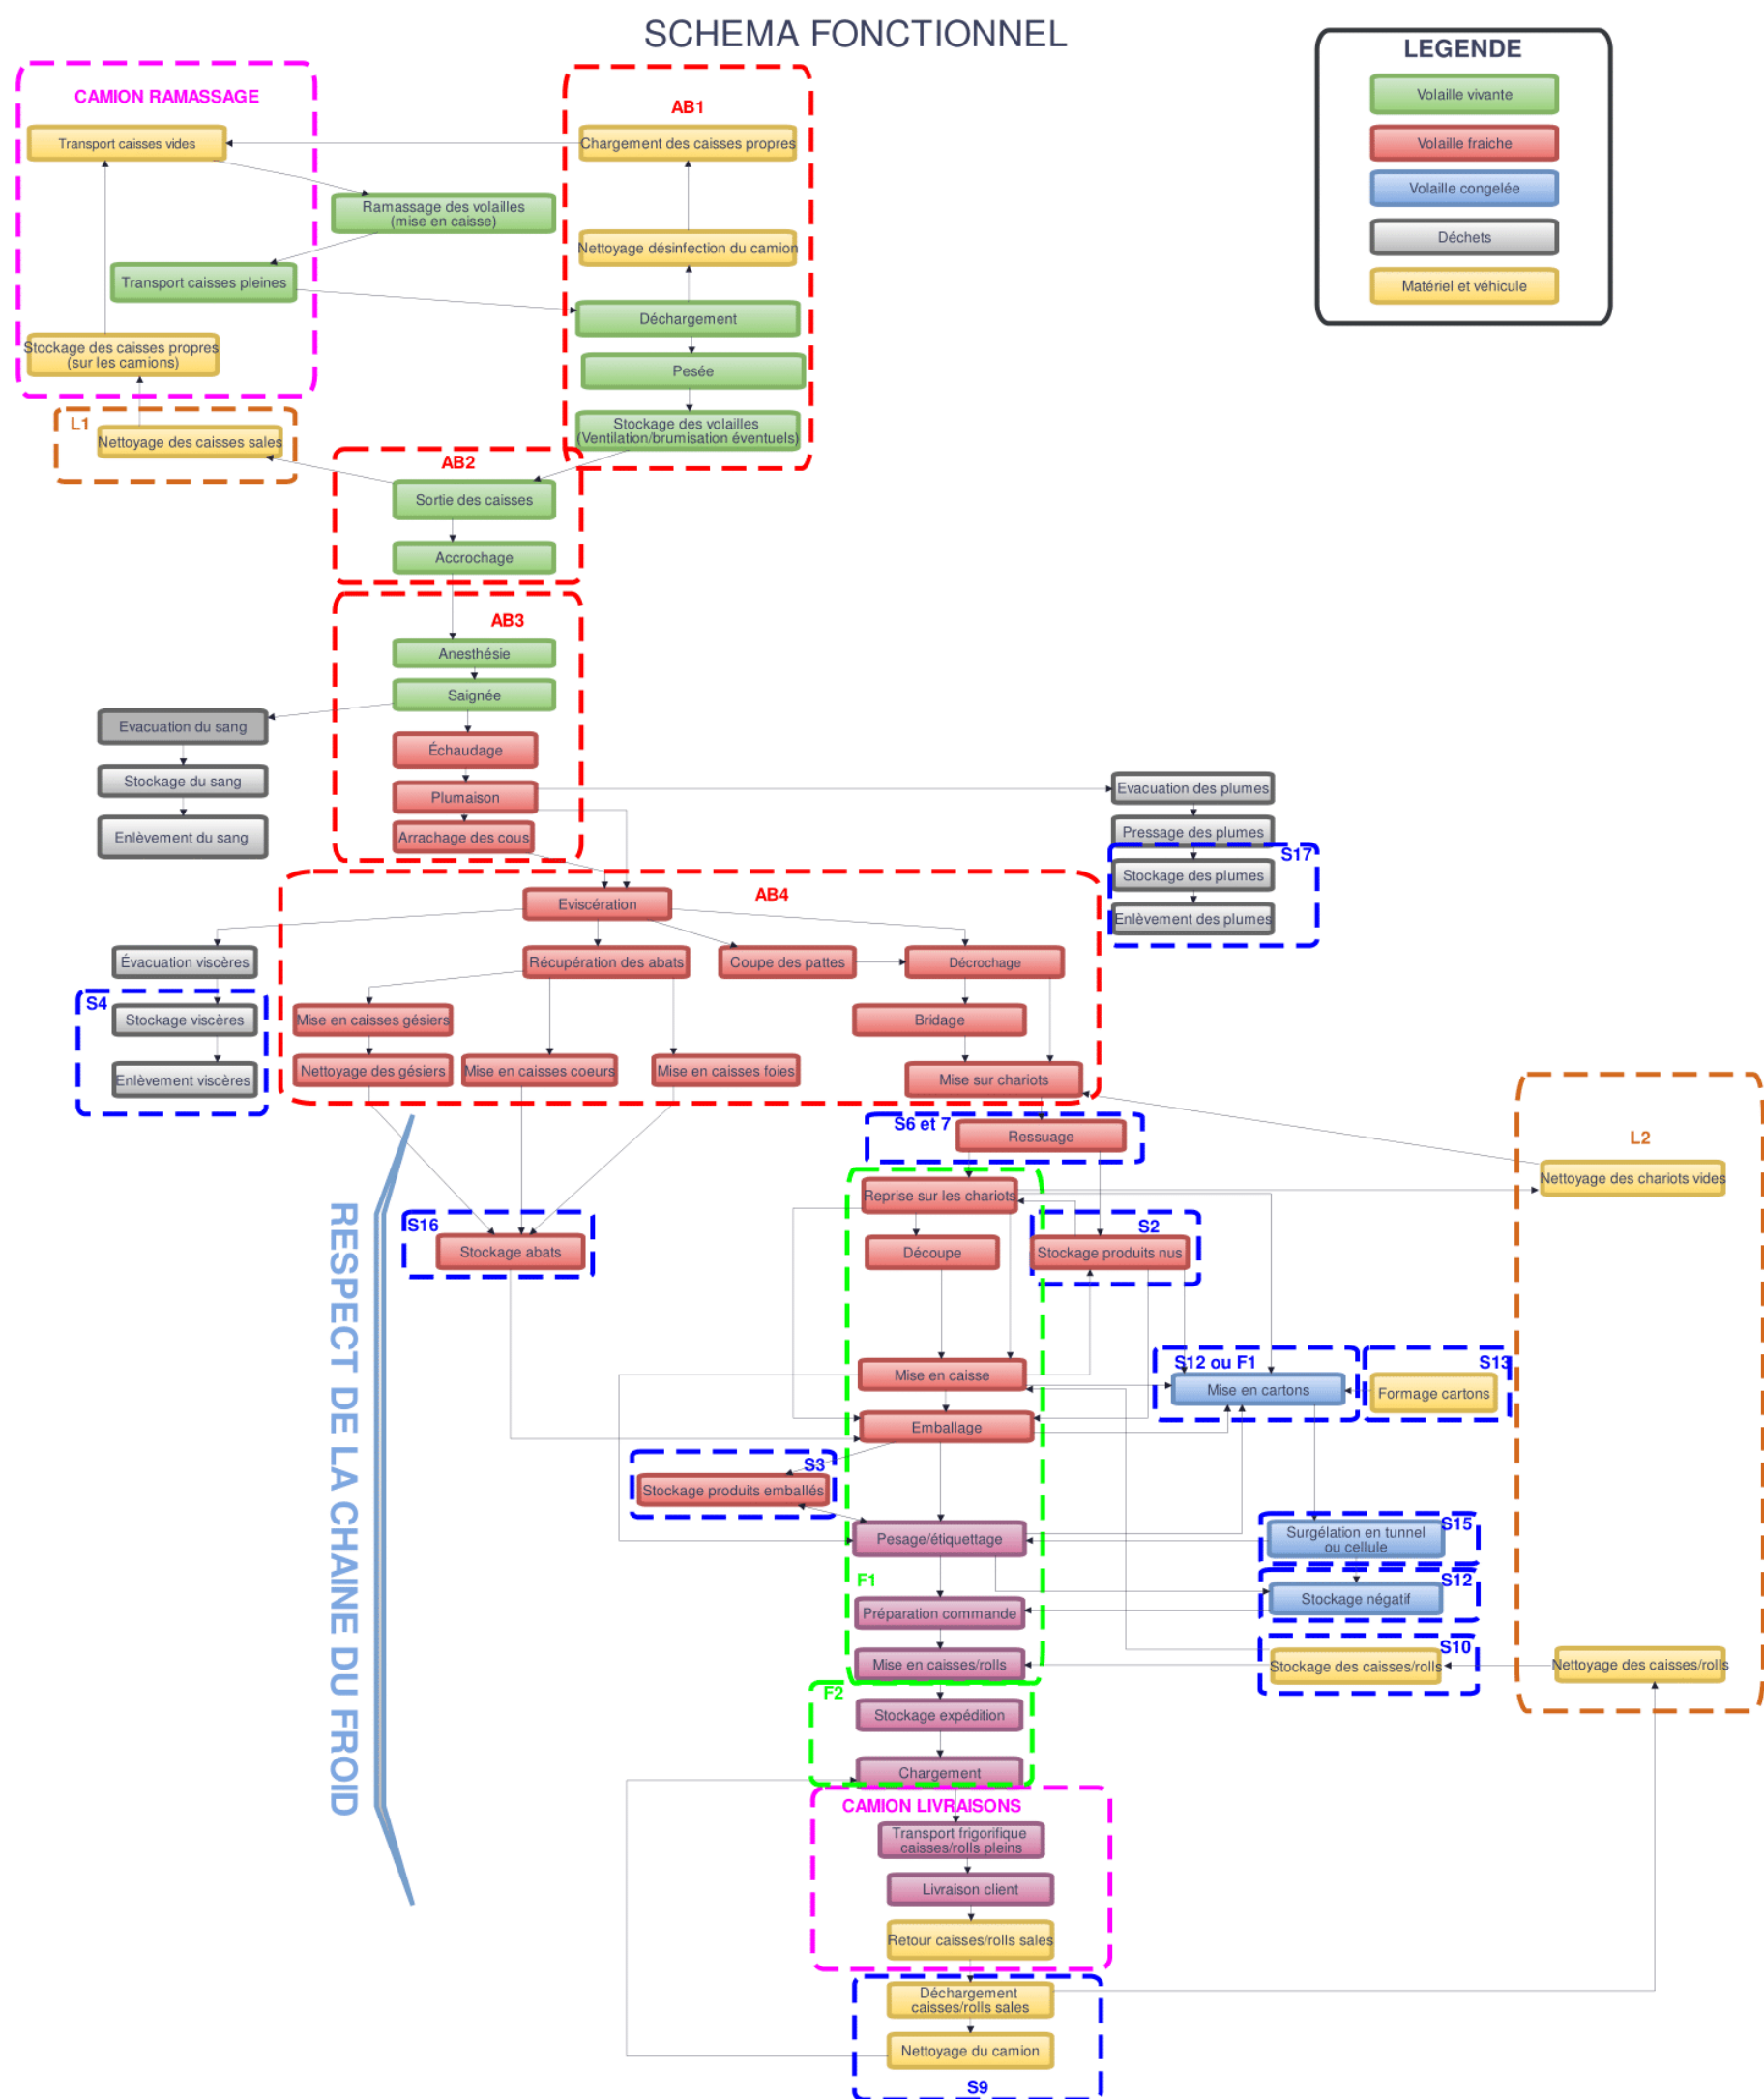 SCHEMA FONCTIONNEL
LEGENDE
Volaille vivante
Volaille fraiche
Volaille congelée
Déchets
Matériel et véhicule
CAMION RAMASSAGE
Transport caisses vides
Ramassage des volailles
(mise en caisse)
Transport caisses pleines
Stockage des caisses propres
(sur les camions)
L1
Nettoyage des caisses sales
AB1
Chargement des caisses propres
Nettoyage désinfection du camion
Déchargement
Pesée
Stockage des volailles
(Ventilation/brumisation éventuels)
AB2
Sortie des caisses
Accrochage
AB3
Anesthésie
Saignée
Échaudage
Plumaison
Arrachage des cous
Evacuation du sang
Stockage du sang
Enlèvement du sang
Evacuation des plumes
Pressage des plumes
S17
Stockage des plumes
Enlèvement des plumes
AB4
Eviscération
Évacuation viscères
Récupération des abats
Coupe des pattes
Décrochage
S4
Stockage viscères
Enlèvement viscères
Mise en caisses gésiers
Bridage
Nettoyage des gésiers
Mise en caisses coeurs
Mise en caisses foies
Mise sur chariots
S6 et 7
Ressuage
L2
Nettoyage des chariots vides
RESPECT DE LA CHAINE DU FROID
Reprise sur les chariots
S16
Stockage abats
Découpe
S2
Stockage produits nus
Mise en caisse
S12 ou F1
Mise en cartons
S13
Formage cartons
Emballage
S3
Stockage produits emballés
Pesage/étiquettage
S15
Surgélation en tunnel
ou cellule
F1
S12
Stockage négatif
Préparation commande
Mise en caisses/rolls
S10
Stockage des caisses/rolls
Nettoyage des caisses/rolls
F2
Stockage expédition
Chargement
CAMION LIVRAISONS
Transport frigorifique
caisses/rolls pleins
Livraison client
Retour caisses/rolls sales
Déchargement
caisses/rolls sales
Nettoyage du camion
S9